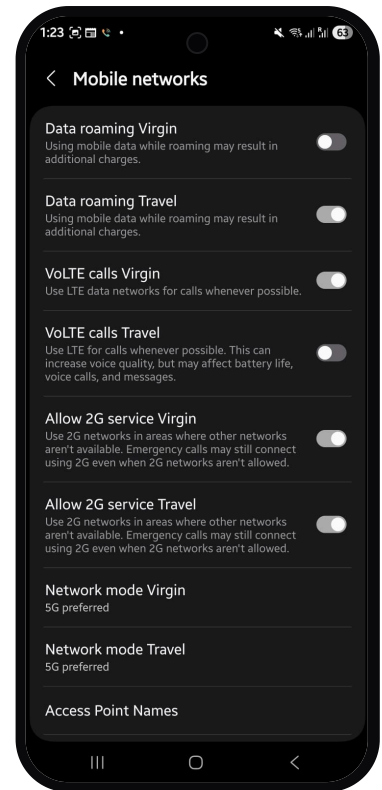 1:23
63
Mobile networks
Data roaming Virgin
Using mobile data while roaming may result in
additional charges.
Data roaming Travel
Using mobile data while roaming may result in
additional charges.
VoLTE calls Virgin
Use LTE data networks for calls whenever possible.
VoLTE calls Travel
Use LTE for calls whenever possible. This can
increase voice quality, but may affect battery life,
voice calls, and messages.
Allow 2G service Virgin
Use 2G networks in areas where other networks
aren't available. Emergency calls may still connect
using 2G even when 2G networks aren't allowed.
Allow 2G service Travel
Use 2G networks in areas where other networks
aren't available. Emergency calls may still connect
using 2G even when 2G networks aren't allowed.
Network mode Virgin
5G preferred
Network mode Travel
5G preferred
Access Point Names